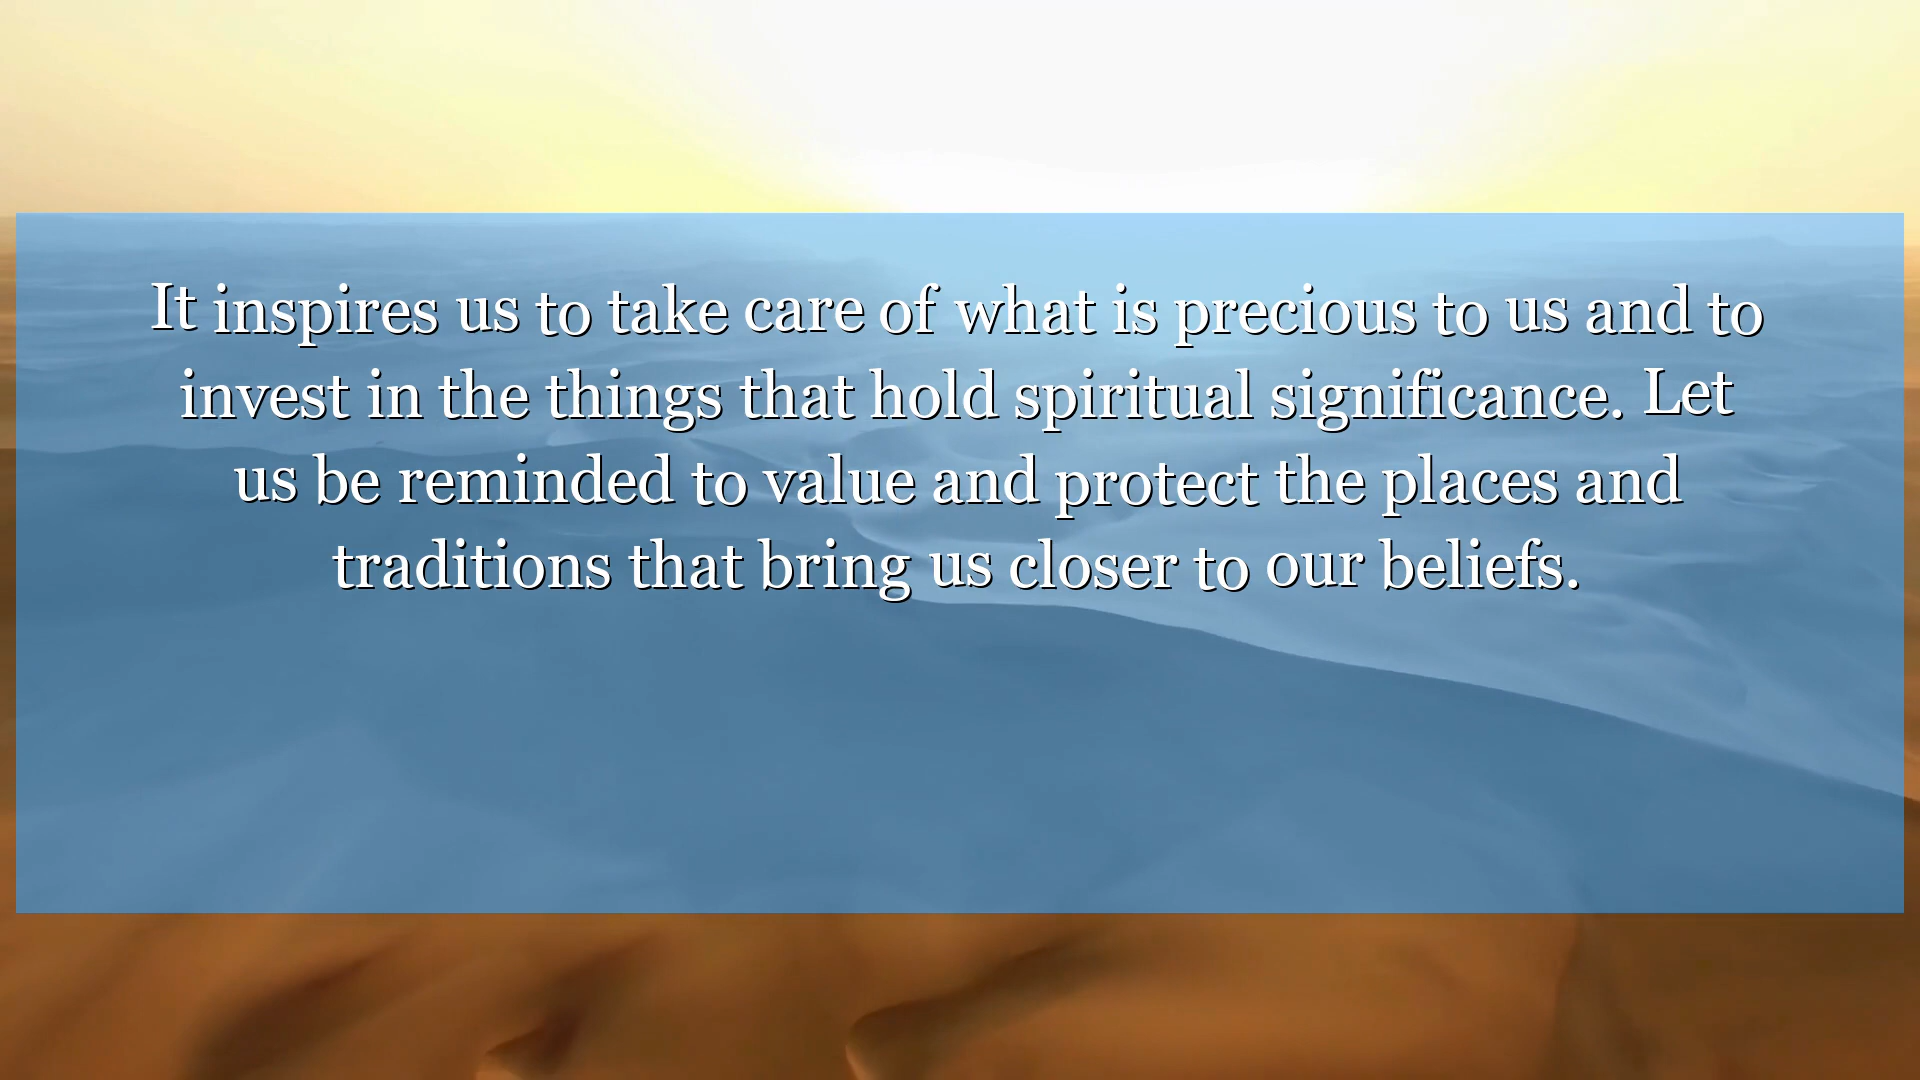 It inspires us to take care of what is precious to us and to
invest in the things that hold spiritual significance. Let
us be reminded to value and protect the places and
traditions that bring us closer to our beliefs.